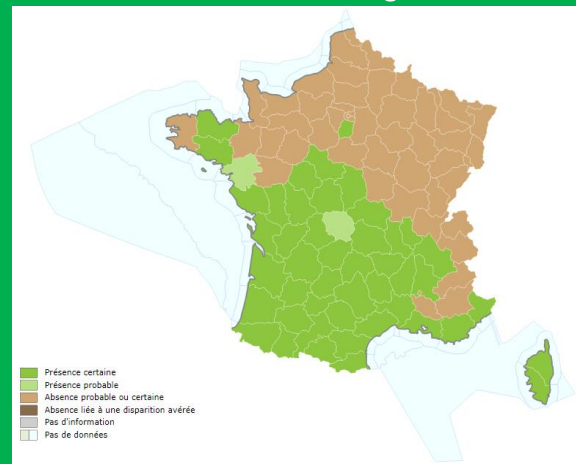 Présence certaine
Présence probable
Absence probable ou certaine
Absence liée à une disparition avérée
Pas d'information
Pas de données